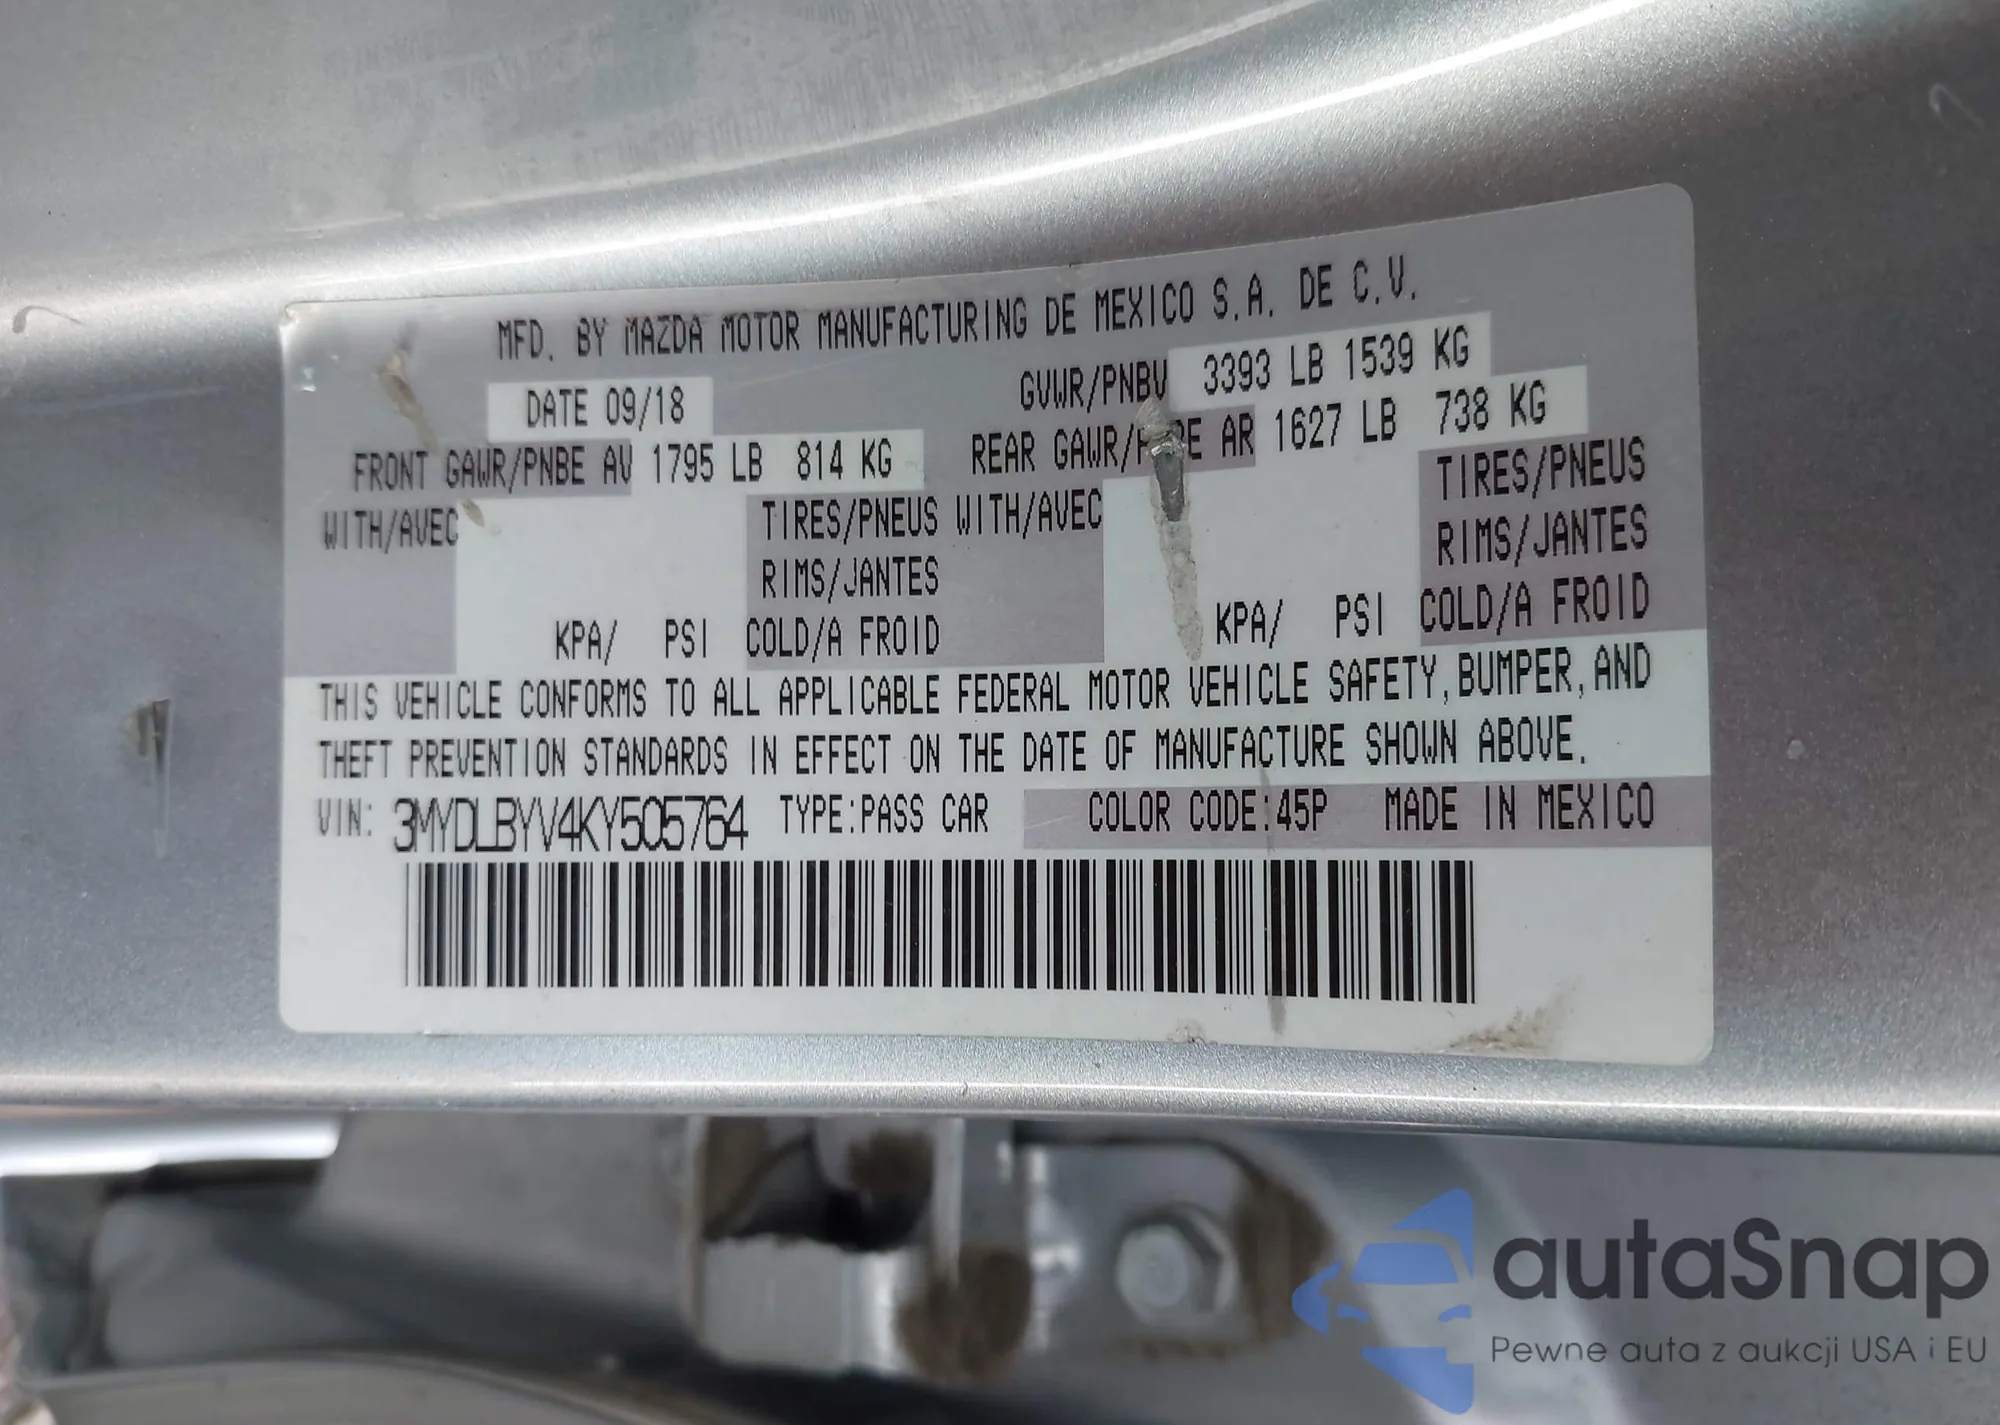 MFD. BY MAZDA MOTOR MANUFACTURING DE MEXICO S.A. DE C.V.
DATE 09/18 GVWR/PNBV 3393 LB 1539 KG
FRONT GAWR/PNBE AV 1795 LB 814 KG REAR GAWR/ AR 1627 LB 738 KG
WITH/AVEC TIRES/PNEUS WITH/AVEC TIRES/PNEUS
RIMS/JANTES RIMS/JANTES
KPA/ PSI COLD/A FROID KPA/ PSI COLD/A FROID
THIS VEHICLE CONFORMS TO ALL APPLICABLE FEDERAL MOTOR VEHICLE SAFETY, BUMPER, AND
THEFT PREVENTION STANDARDS IN EFFECT ON THE DATE OF MANUFACTURE SHOWN ABOVE.
VIN: 3MYDLBYV4KY505764 TYPE:PASS CAR COLOR CODE:45P MADE IN MEXICO
autaSnap
Pewne auta z aukcji USA i EU